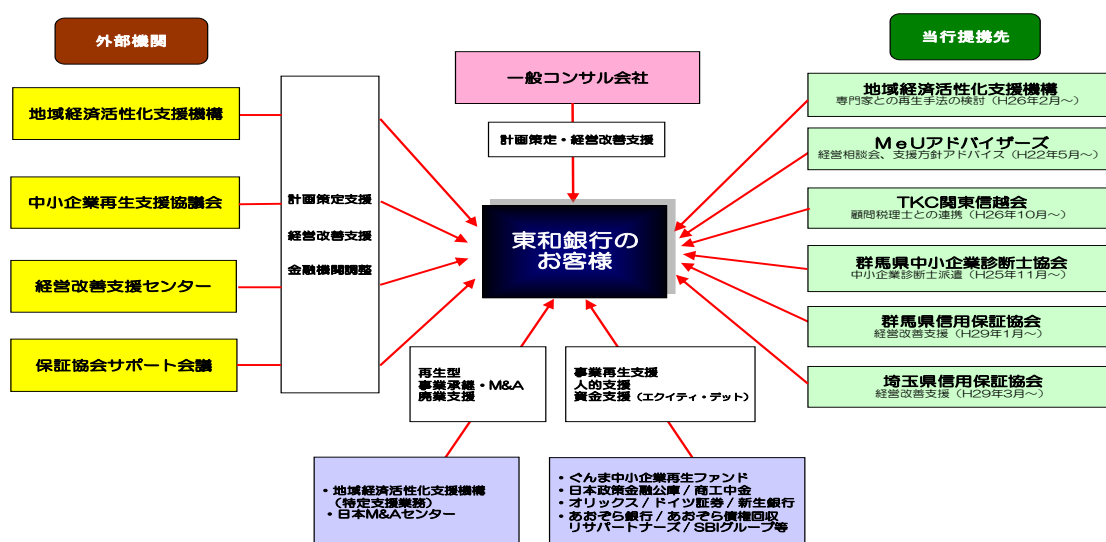 外部機関
地域経済活性化支援機構
中小企業再生支援協議会
経営改善支援センター
保証協会サポート会議
計画策定支援
経営改善支援
金融機関調整
一般コンサル会社
計画策定・経営改善支援
東和銀行の
お客様
再生型
事業承継・M&A
廃業支援
事業再生支援
人的支援
資金支援（エクイティ・デット）
・地域経済活性化支援機構
（特定支援業務）
・日本M&Aセンター
・ぐんま中小企業再生ファンド
・日本政策金融公庫 / 商工中金
・オリックス / ドイツ証券 / 新生銀行
・あおぞら銀行 / あおぞら債権回収
リサパートナーズ / SBIグループ等
当行提携先
地域経済活性化支援機構
専門家との再生手法の検討（H26年2月～）
MeUアドバイザーズ
経営相談会、支援方針アドバイス（H22年5月～）
TKC関東信越会
顧問税理士との連携（H26年10月～）
群馬県中小企業診断士協会
中小企業診断士派遣（H25年11月～）
群馬県信用保証協会
経営改善支援（H29年1月～）
埼玉県信用保証協会
経営改善支援（H29年3月～）